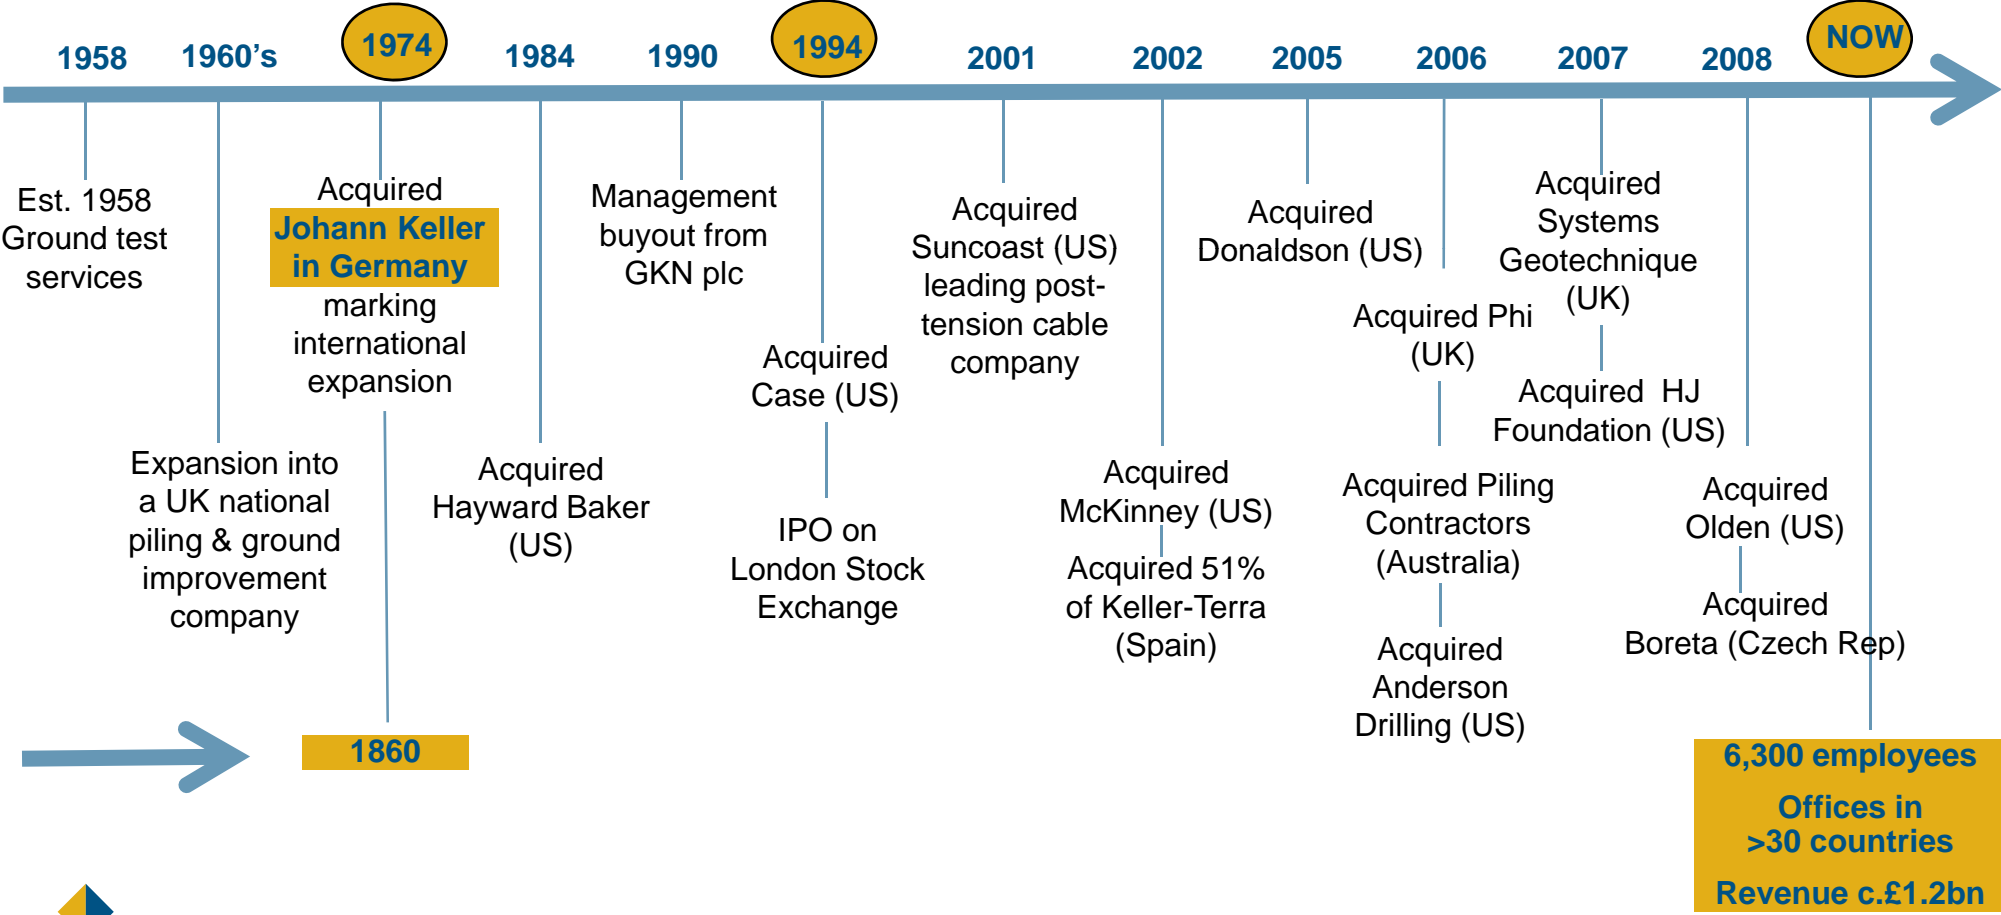 1958
1960's
1974
1984
1990
1994
2001
2002
2005
2006
2007
2008
NOW
Est. 1958
Ground test
services
Expansion into
a UK national
piling & ground
improvement
company
Acquired
Johann Keller
in Germany
marking
international
expansion
1860
Acquired
Hayward Baker
(US)
Management
buyout from
GKN plc
Acquired
Case (US)
IPO on
London Stock
Exchange
Acquired
Suncoast (US)
leading post-
tension cable
company
Acquired
McKinney (US)
Acquired 51%
of Keller-Terra
(Spain)
Acquired
Donaldson (US)
Acquired Phi
(UK)
Acquired Piling
Contractors
(Australia)
Acquired
Anderson
Drilling (US)
Acquired
Systems
Geotechnique
(UK)
Acquired HJ
Foundation (US)
Acquired
Olden (US)
Acquired
Boreta (Czech Rep)
6,300 employees
Offices in
>30 countries
Revenue c.£1.2bn